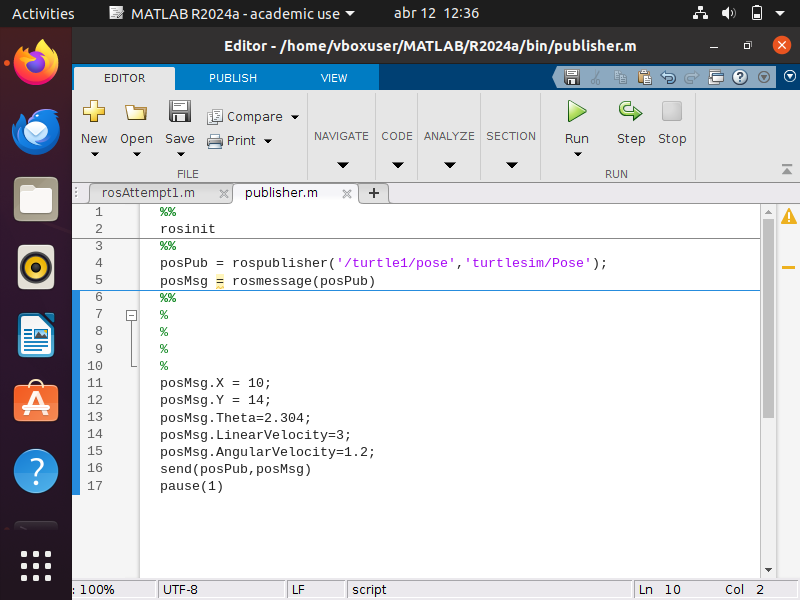 Activities MATLAB R2024a - academic use abr 12 12:36
Editor - /home/vboxuser/MATLAB/R2024a/bin/publisher.m
EDITOR PUBLISH VIEW
New Open Save Compare Print NAVIGATE CODE ANALYZE SECTION Run Step Stop
FILE RUN
rosAttempt1.m publisher.m
1 %%
2 rosinit
3 %%
4 posPub = rospublisher('/turtle1/pose','turtlesim/Pose');
5 posMsg = rosmessage(posPub)
6 %%
7 %
8 %
9 %
10 %
11 posMsg.X = 10;
12 posMsg.Y = 14;
13 posMsg.Theta=2.304;
14 posMsg.LinearVelocity=3;
15 posMsg.AngularVelocity=1.2;
16 send(posPub,posMsg)
17 pause(1)
: 100% UTF-8 LF script Ln 10 Col 2